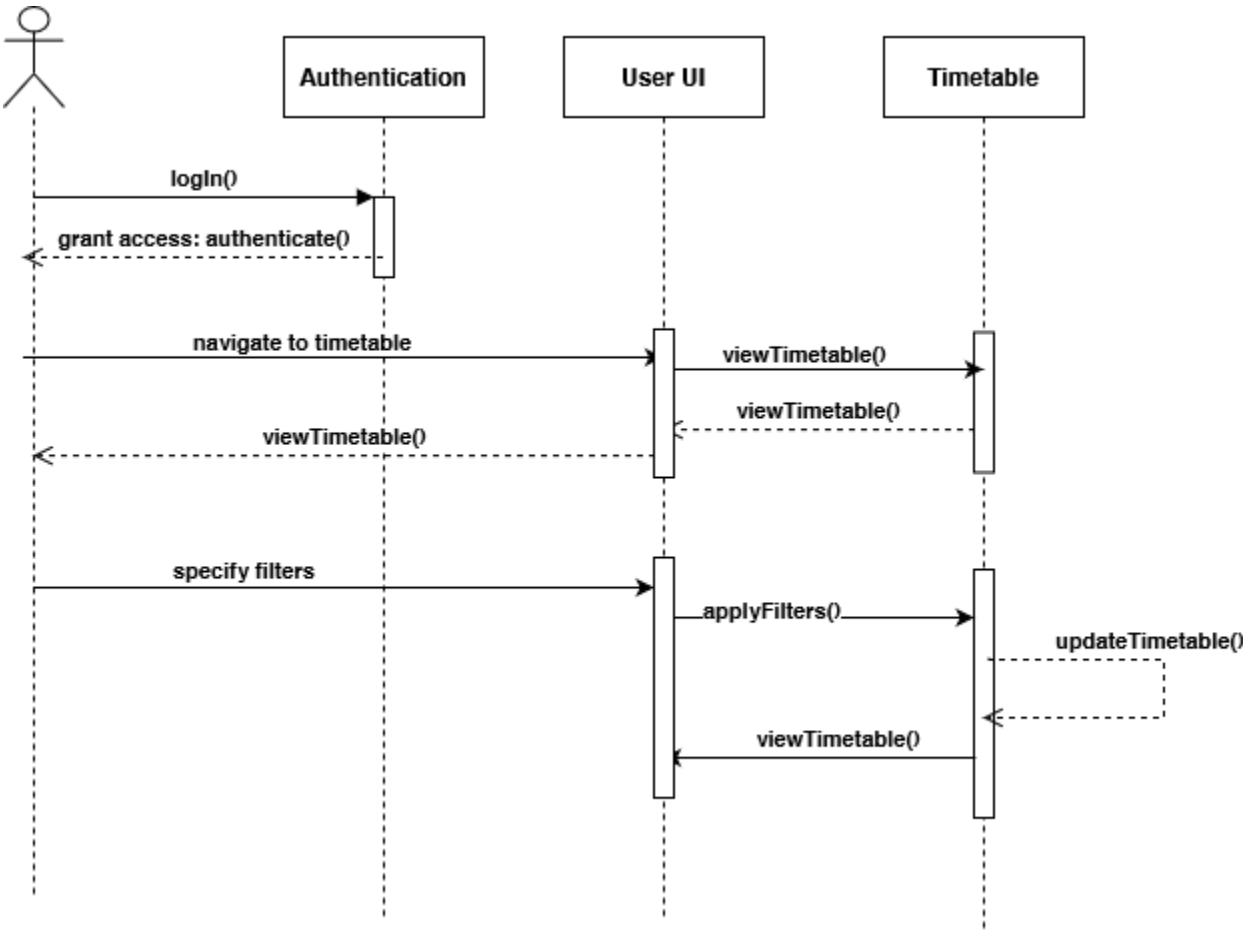 Authentication
User UI
Timetable
logIn()
grant access: authenticate()
navigate to timetable
viewTimetable()
viewTimetable()
viewTimetable()
specify filters
applyFilters()
updateTimetable()
viewTimetable()